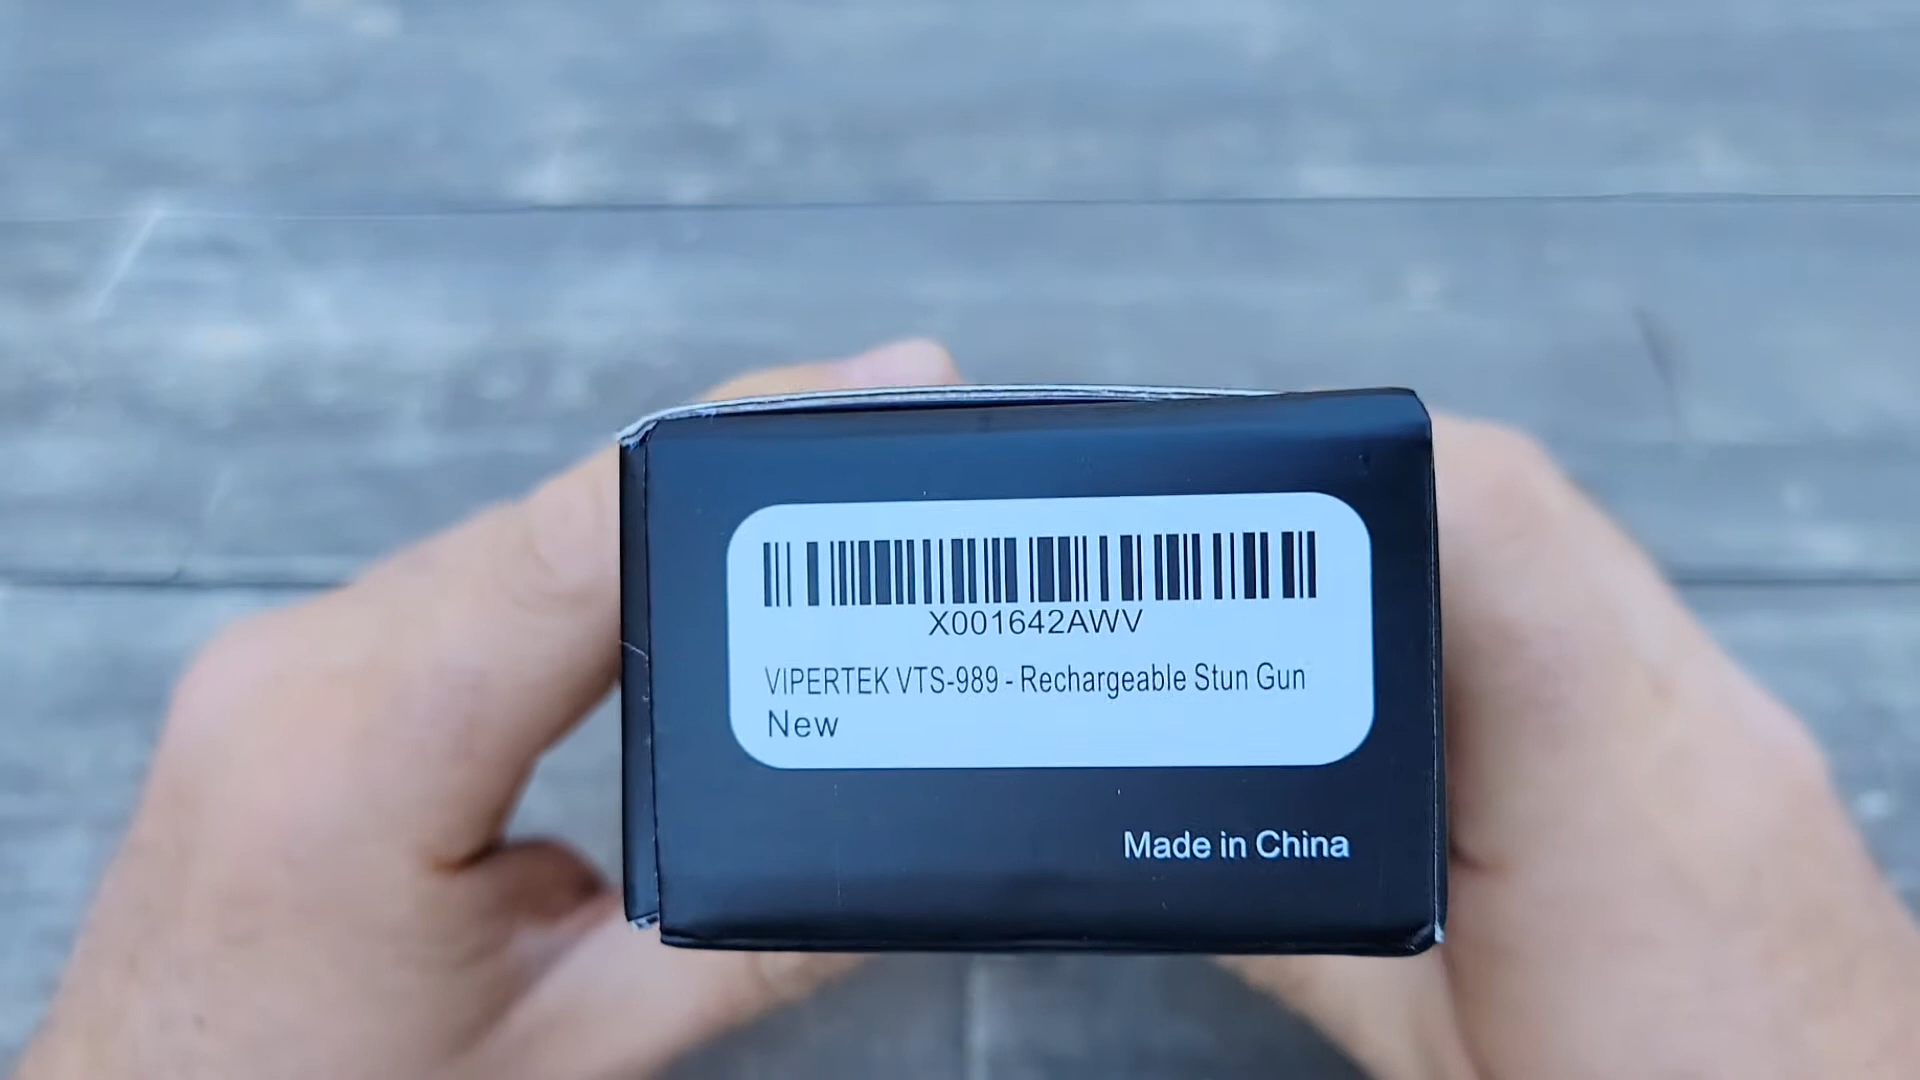 X001642AWV
VIPERTEK VTS-989 - Rechargeable Stun Gun
New
Made in China